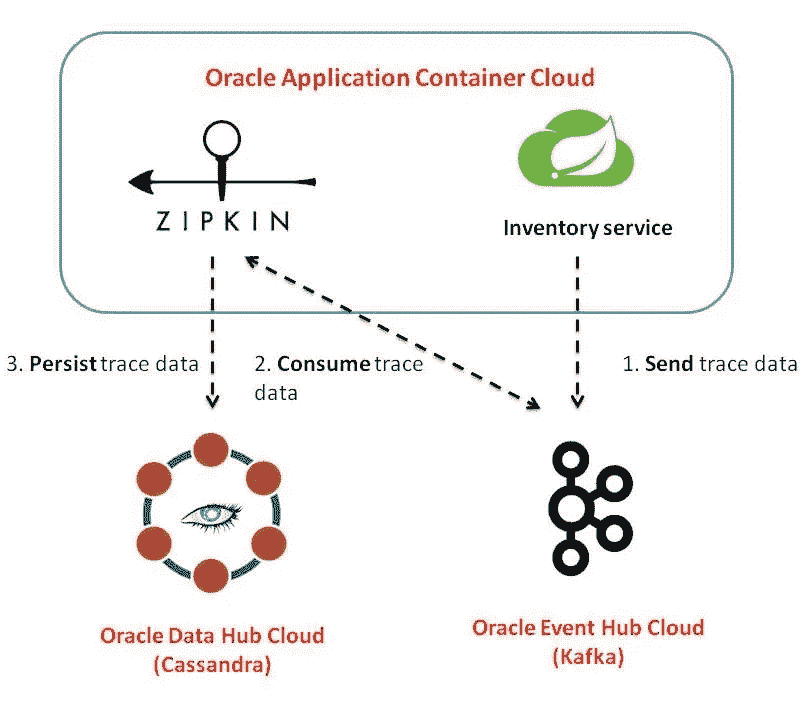 Oracle Application Container Cloud
ZIPKIN
Inventory service
3. Persist trace data
2. Consume trace
data
1. Send trace data
Oracle Data Hub Cloud
(Cassandra)
Oracle Event Hub Cloud
(Kafka)